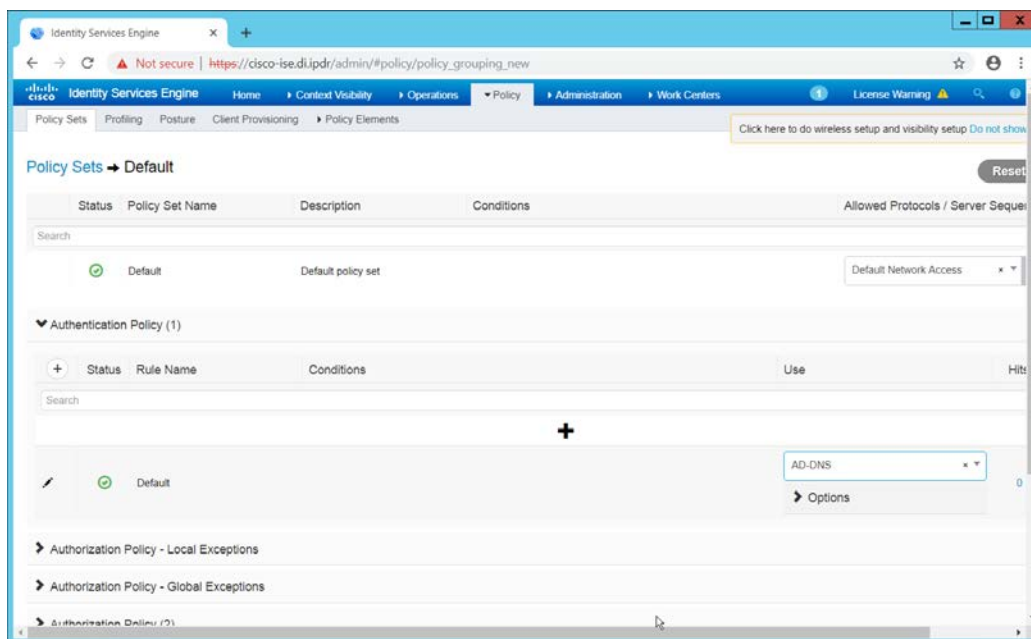 Identity Services Engine
Not secure | https://cisco-ise.di.ipdr/admin/#policy/policy_grouping_new
cisco Identity Services Engine Home Context Visibility Operations Policy Administration Work Centers 1 License Warning
Policy Sets Profiling Posture Client Provisioning Policy Elements
Click here to do wireless setup and visibility setup Do not show
Policy Sets → Default
Reset
Status Policy Set Name Description Conditions Allowed Protocols / Server Sequen
Search
Default Default policy set Default Network Access
Authentication Policy (1)
+ Status Rule Name Conditions Use Hits
Search
+
AD-DNS
Default 0
Options
Authorization Policy - Local Exceptions
Authorization Policy - Global Exceptions
Authorization Policy (2)